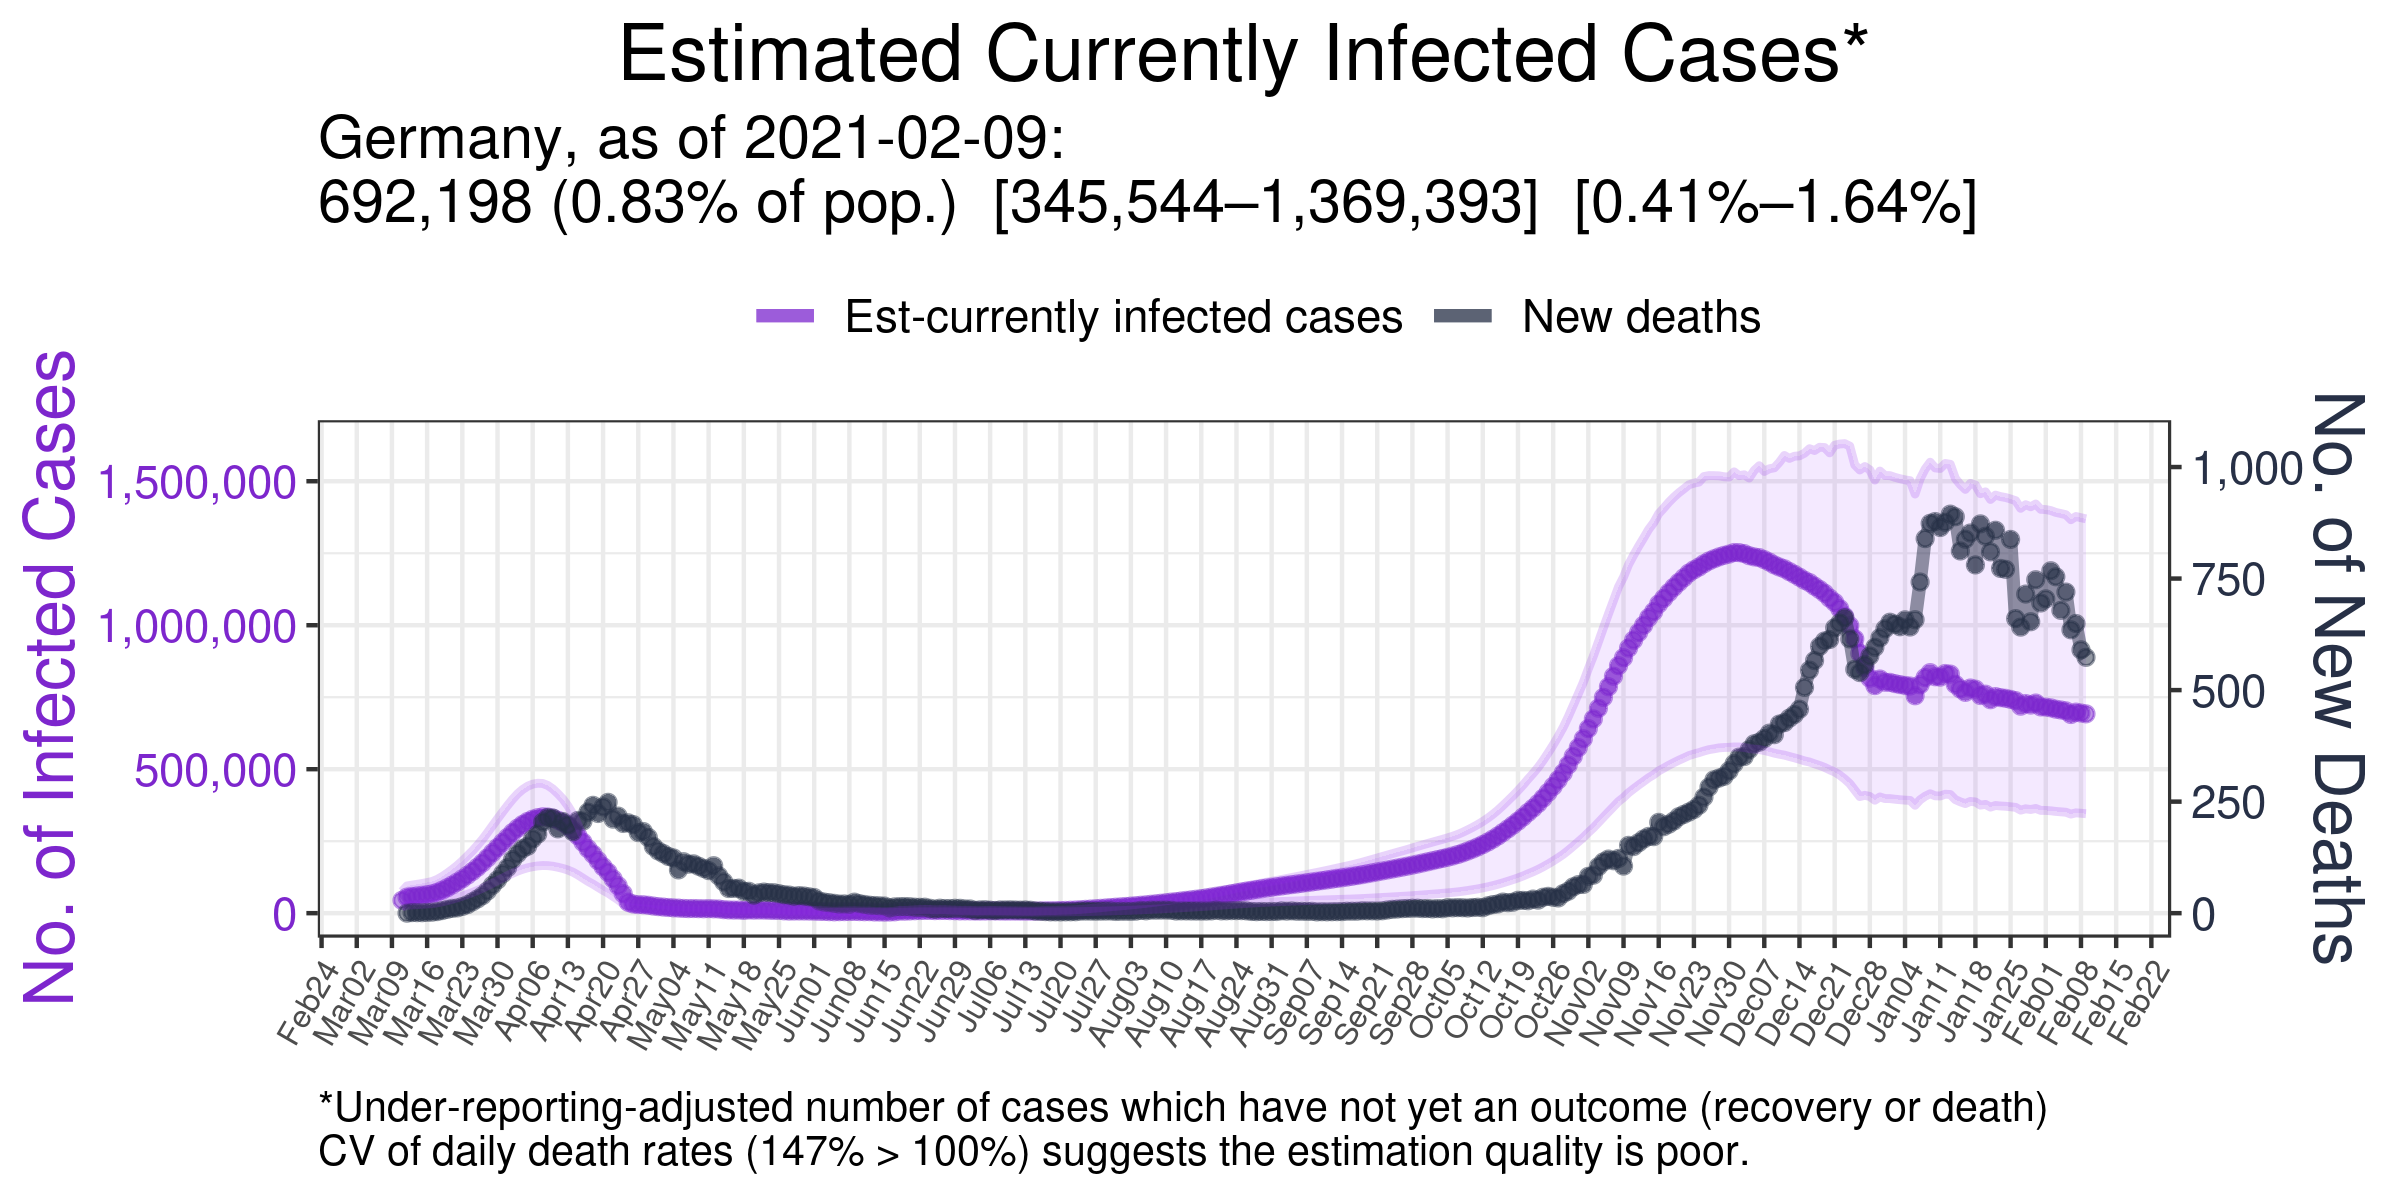 Estimated Currently Infected Cases*
Germany, as of 2021-02-09:
692,198 (0.83% of pop.)  [345,544–1,369,393]  [0.41%–1.64%]
Est-currently infected cases
New deaths
No. of Infected Cases
1,500,000
1,000,000
500,000
0
1,000
750
500
250
0
No. of New Deaths
Feb24
Mar02
Mar09
Mar16
Mar23
Mar30
Apr06
Apr13
Apr20
Apr27
May04
May11
May18
May25
Jun01
Jun08
Jun15
Jun22
Jun29
Jul06
Jul13
Jul20
Jul27
Aug03
Aug10
Aug17
Aug24
Aug31
Sep07
Sep14
Sep21
Sep28
Oct05
Oct12
Oct19
Oct26
Nov02
Nov09
Nov16
Nov23
Nov30
Dec07
Dec14
Dec21
Dec28
Jan04
Jan11
Jan18
Jan25
Feb01
Feb08
Feb15
Feb22
*Under-reporting-adjusted number of cases which have not yet an outcome (recovery or death)
CV of daily death rates (147% > 100%) suggests the estimation quality is poor.